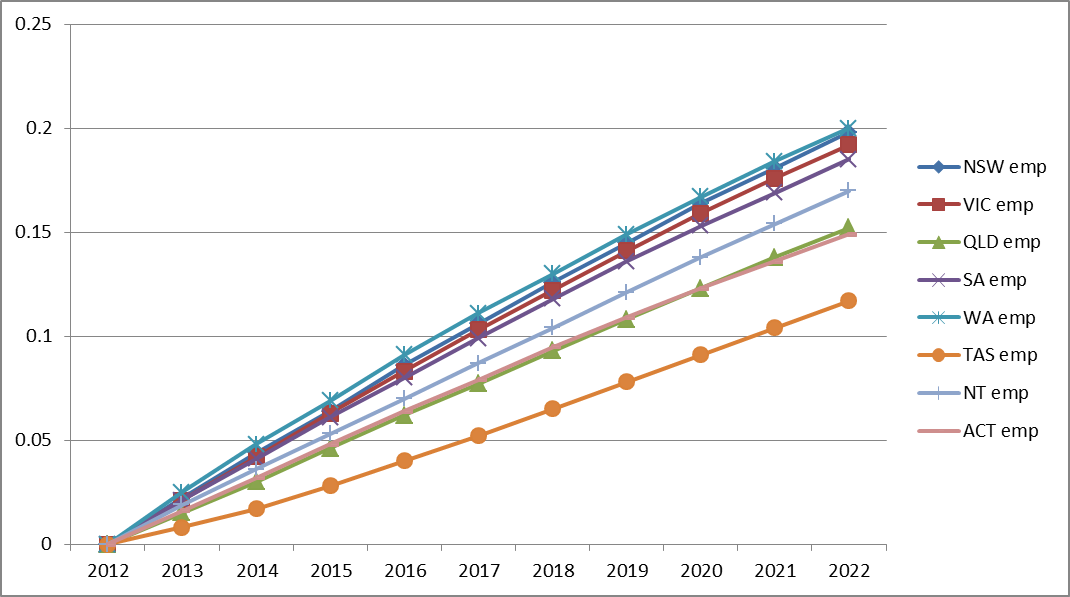 0.25
0.2
0.15
0.1
0.05
0
2012 2013 2014 2015 2016 2017 2018 2019 2020 2021 2022
NSW emp
VIC emp
QLD emp
SA emp
WA emp
TAS emp
NT emp
ACT emp